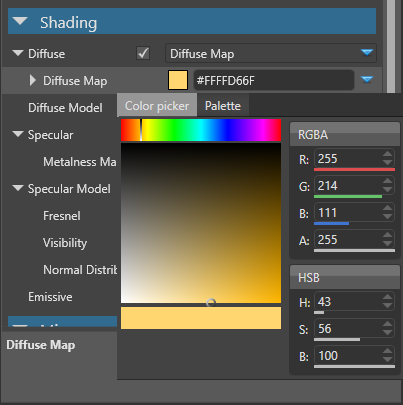 Shading
Diffuse Diffuse Map
Diffuse Map #FFFFD66F
Diffuse Model
Color picker Palette
Specular
Metalness Ma
Specular Model
Fresnel
Visibility
Normal Distrib
Emissive
Diffuse Map
RGBA
R: 255
G: 214
B: 111
A: 255
HSB
H: 43
S: 56
B: 100